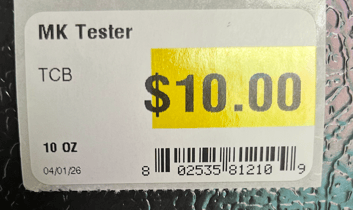 MK Tester
TCB
$10.00
10 OZ
04/01/26
8 02535 81210 9